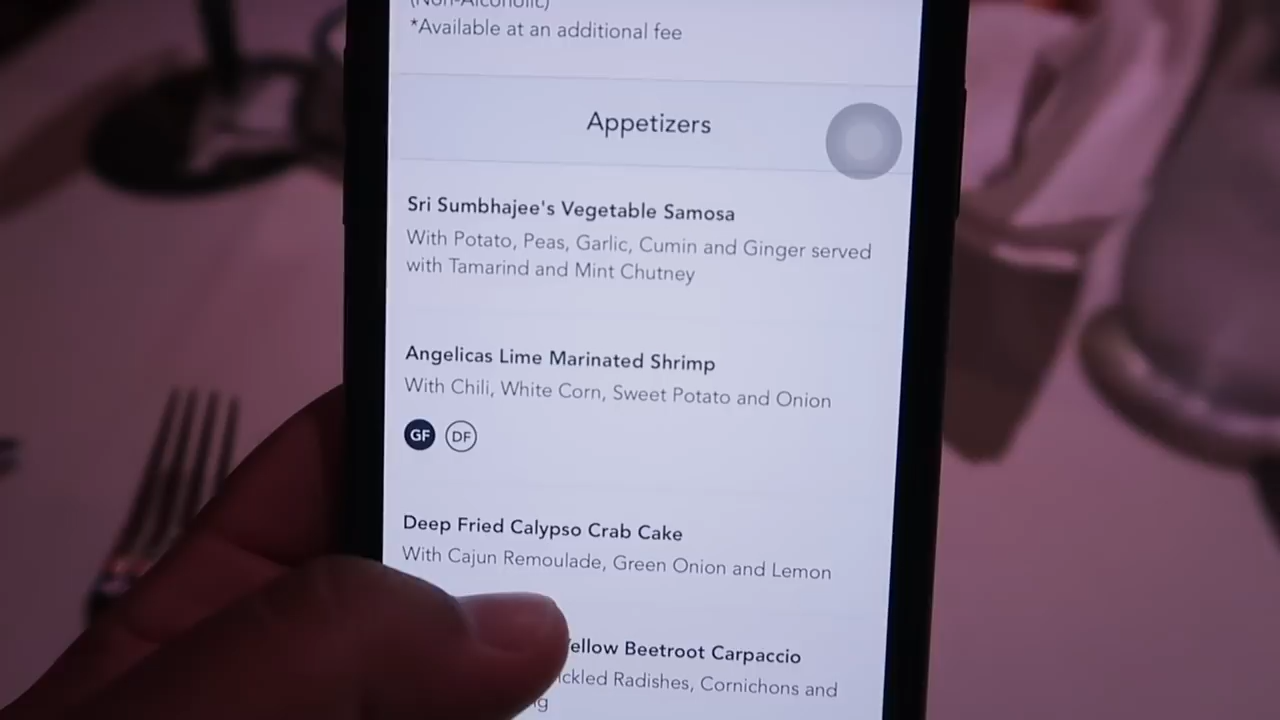 (Non-Alcoholic)
*Available at an additional fee
Appetizers
Sri Sumbhajee's Vegetable Samosa
With Potato, Peas, Garlic, Cumin and Ginger served
with Tamarind and Mint Chutney
Angelicas Lime Marinated Shrimp
With Chili, White Corn, Sweet Potato and Onion
GF DF
Deep Fried Calypso Crab Cake
With Cajun Remoulade, Green Onion and Lemon
Beetroot Carpaccio
Radishes, Cornichons and